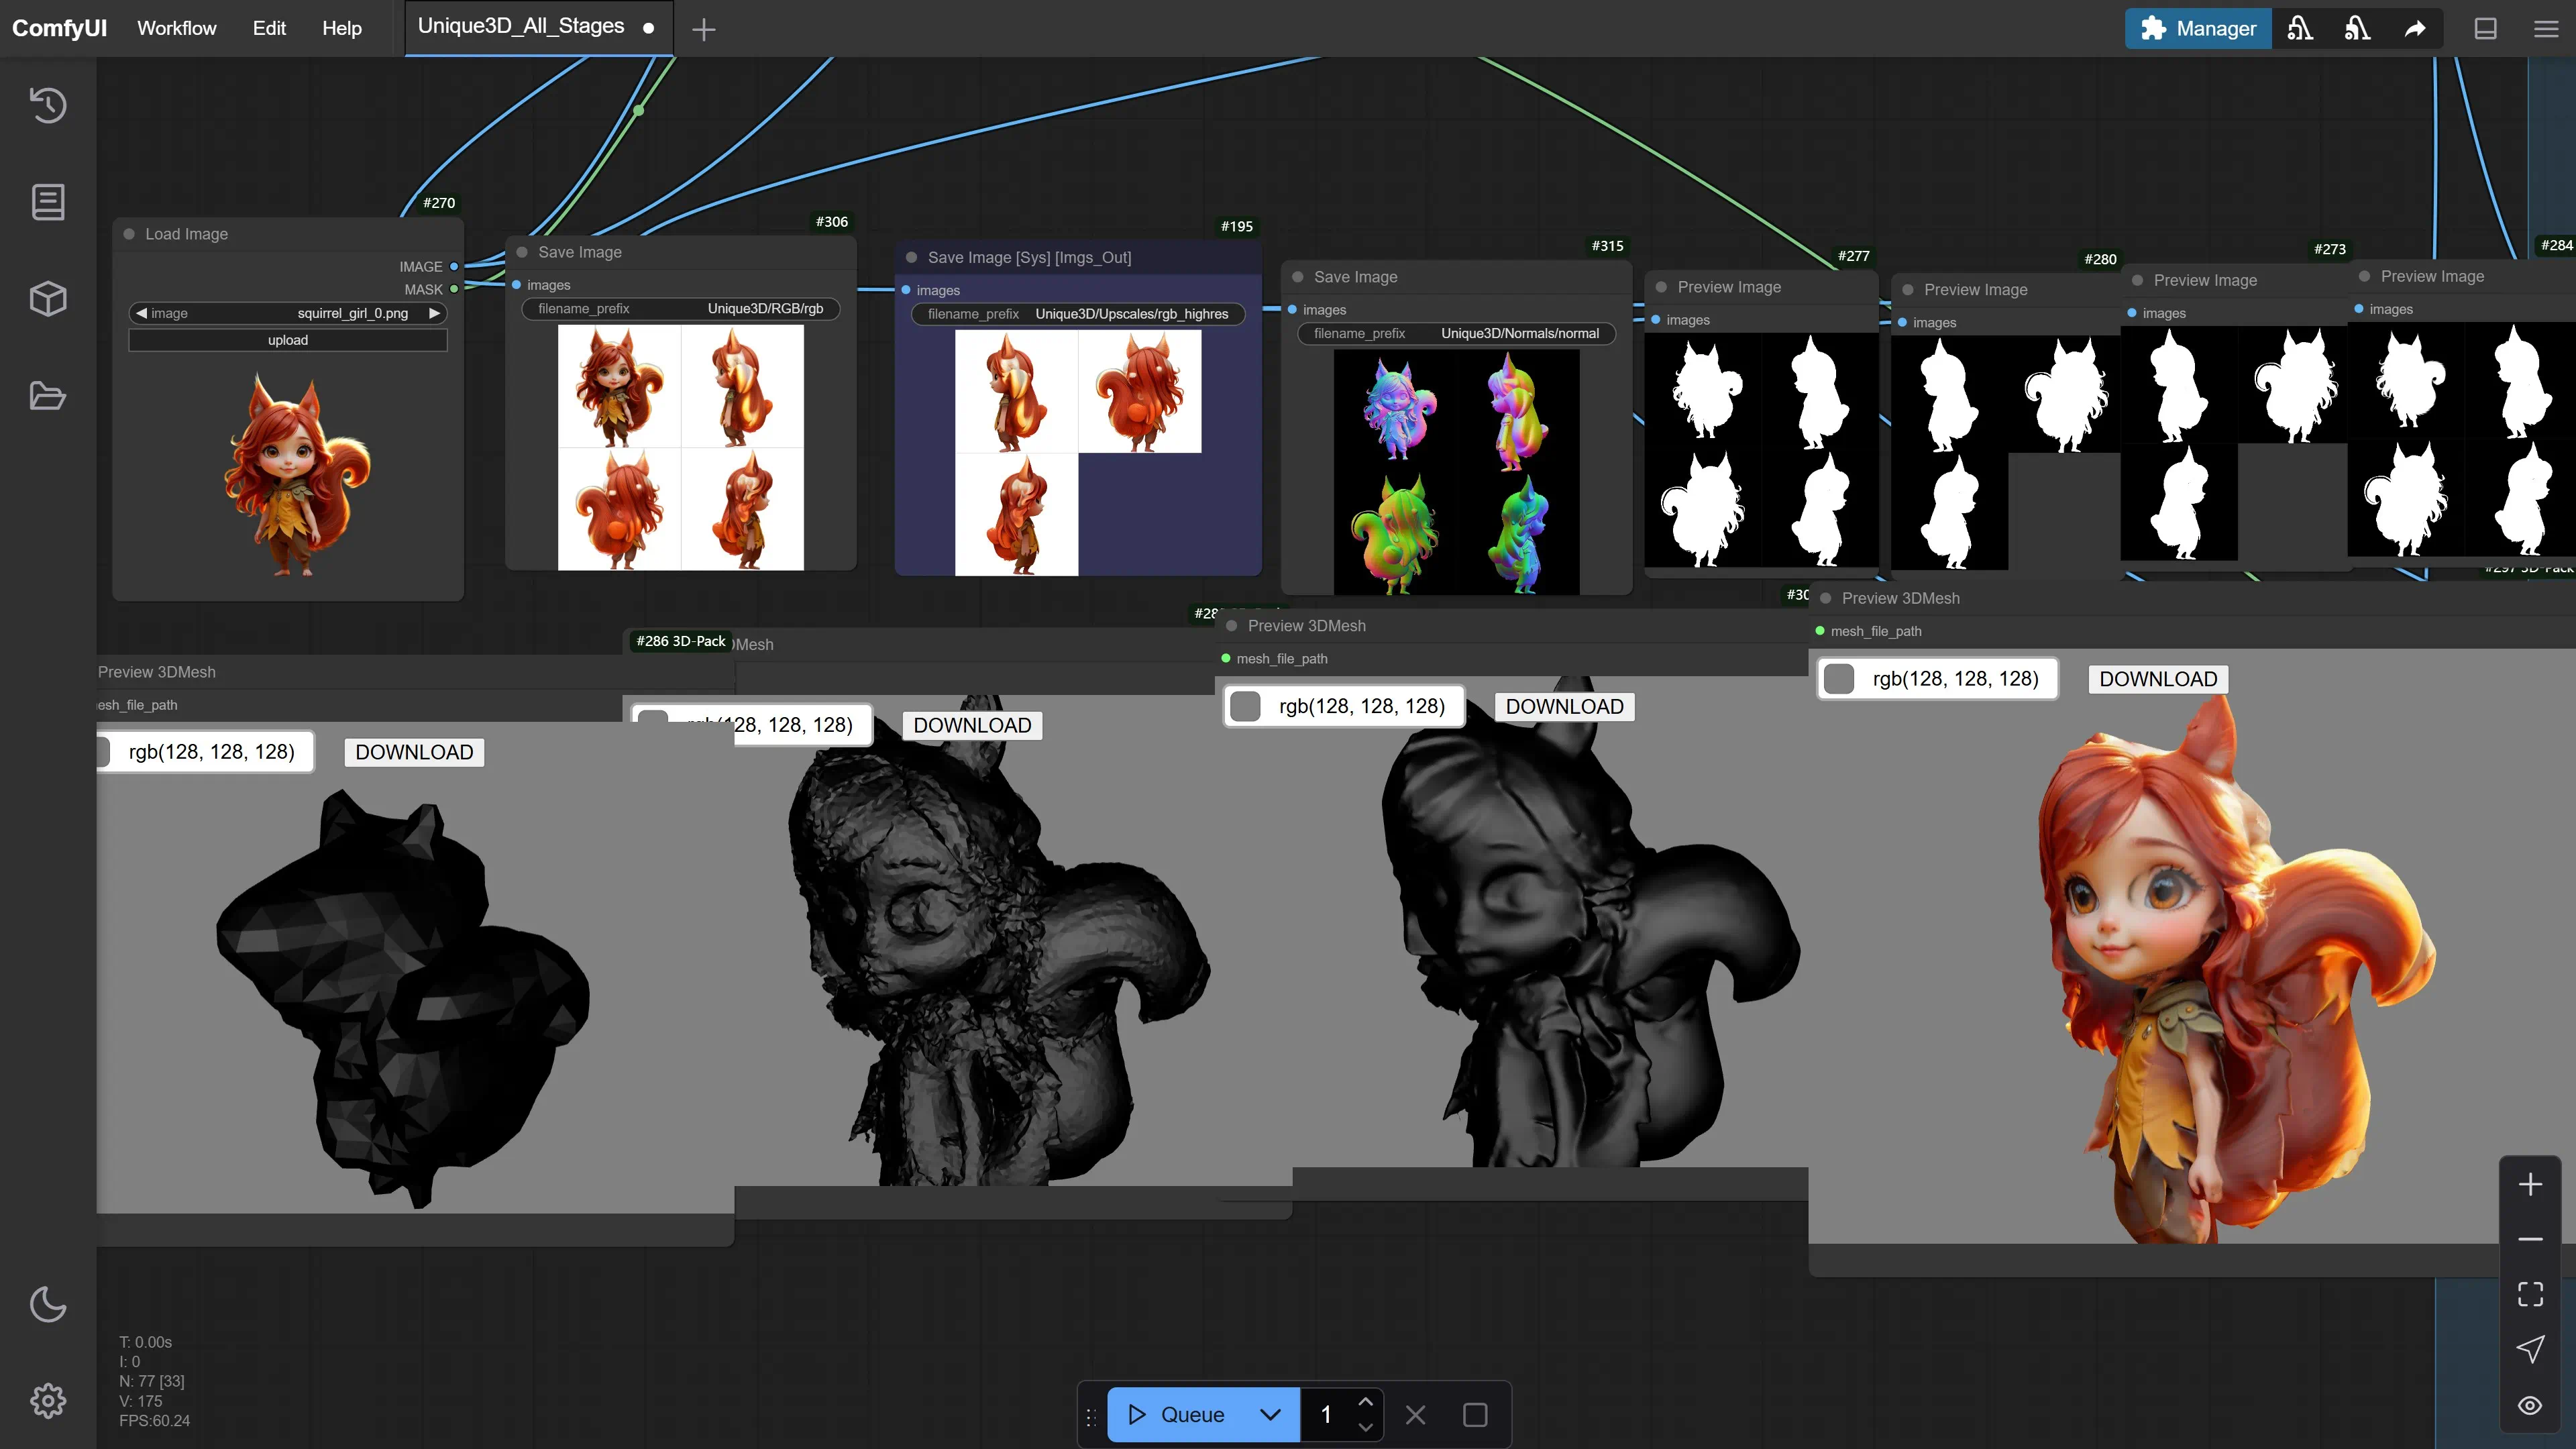 ComfyUI Workflow Edit Help Unique3D_All_Stages Manager
#270
Load Image
IMAGE
MASK
image squirrel_girl_0.png
upload
#306
Save Image
images
filename_prefix Unique3D/RGB/rgb
#195
Save Image [Sys] [Imgs_Out]
images
filename_prefix Unique3D/Upscales/rgb_highres
#315
Save Image
images
filename_prefix Unique3D/Normals/normal
#277
Preview Image
images
#280
Preview Image
images
#273
Preview Image
images
#284
Preview Image
images
Preview 3DMesh
esh_file_path
rgb(128, 128, 128) DOWNLOAD
#286 3D-Pack
DMesh
28, 128, 128) DOWNLOAD
Preview 3DMesh
mesh_file_path
rgb(128, 128, 128) DOWNLOAD
#30
#297 3D-Pack
Preview 3DMesh
mesh_file_path
rgb(128, 128, 128) DOWNLOAD
T: 0.00s
I: 0
N: 77 [33]
V: 175
FPS:60.24
Queue 1